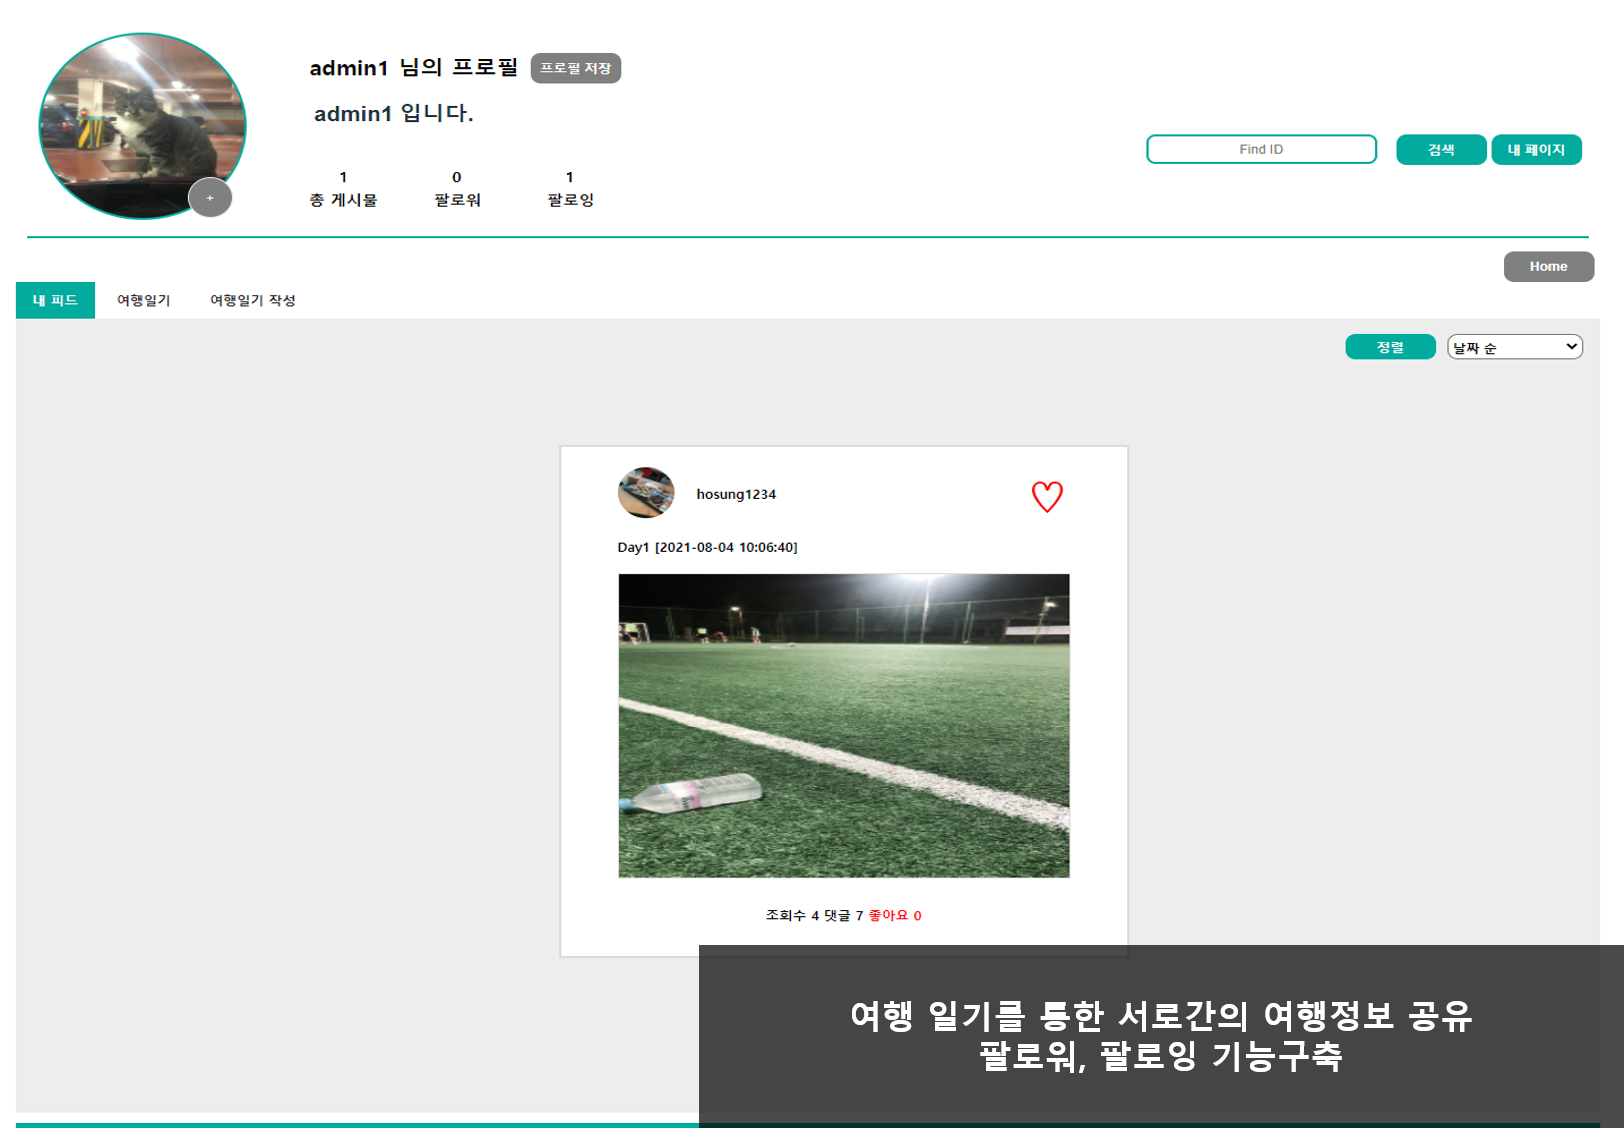 admin1 님의 프로필 프로필 저장
admin1 입니다.
Find ID 검색 내 페이지
1 0 1
총 게시물 팔로워 팔로잉
+
Home
내 피드 여행일기 여행일기 작성
정렬 날짜 순
hosung1234
Day1 [2021-08-04 10:06:40]
조회수 4 댓글 7 좋아요 0
여행 일기를 통한 서로간의 여행정보 공유
팔로워, 팔로잉 기능구축